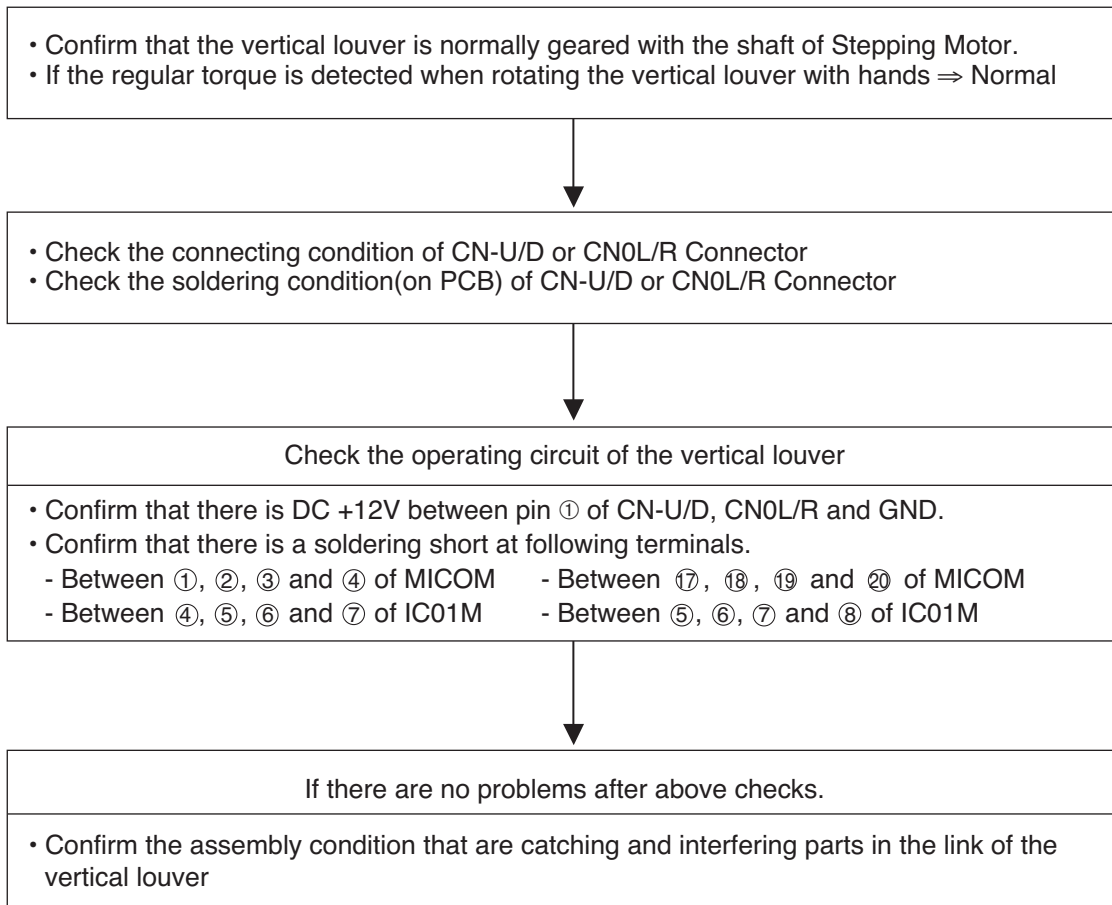 • Confirm that the vertical louver is normally geared with the shaft of Stepping Motor.
• If the regular torque is detected when rotating the vertical louver with hands ⇒ Normal
• Check the connecting condition of CN-U/D or CN0L/R Connector
• Check the soldering condition(on PCB) of CN-U/D or CN0L/R Connector
Check the operating circuit of the vertical louver
• Confirm that there is DC +12V between pin ① of CN-U/D, CN0L/R and GND.
• Confirm that there is a soldering short at following terminals.
- Between ①, ②, ③ and ④ of MICOM - Between ⑰, ⑱, ⑲ and ⑳ of MICOM
- Between ④, ⑤, ⑥ and ⑦ of IC01M - Between ⑤, ⑥, ⑦ and ⑧ of IC01M
If there are no problems after above checks.
• Confirm the assembly condition that are catching and interfering parts in the link of the
vertical louver